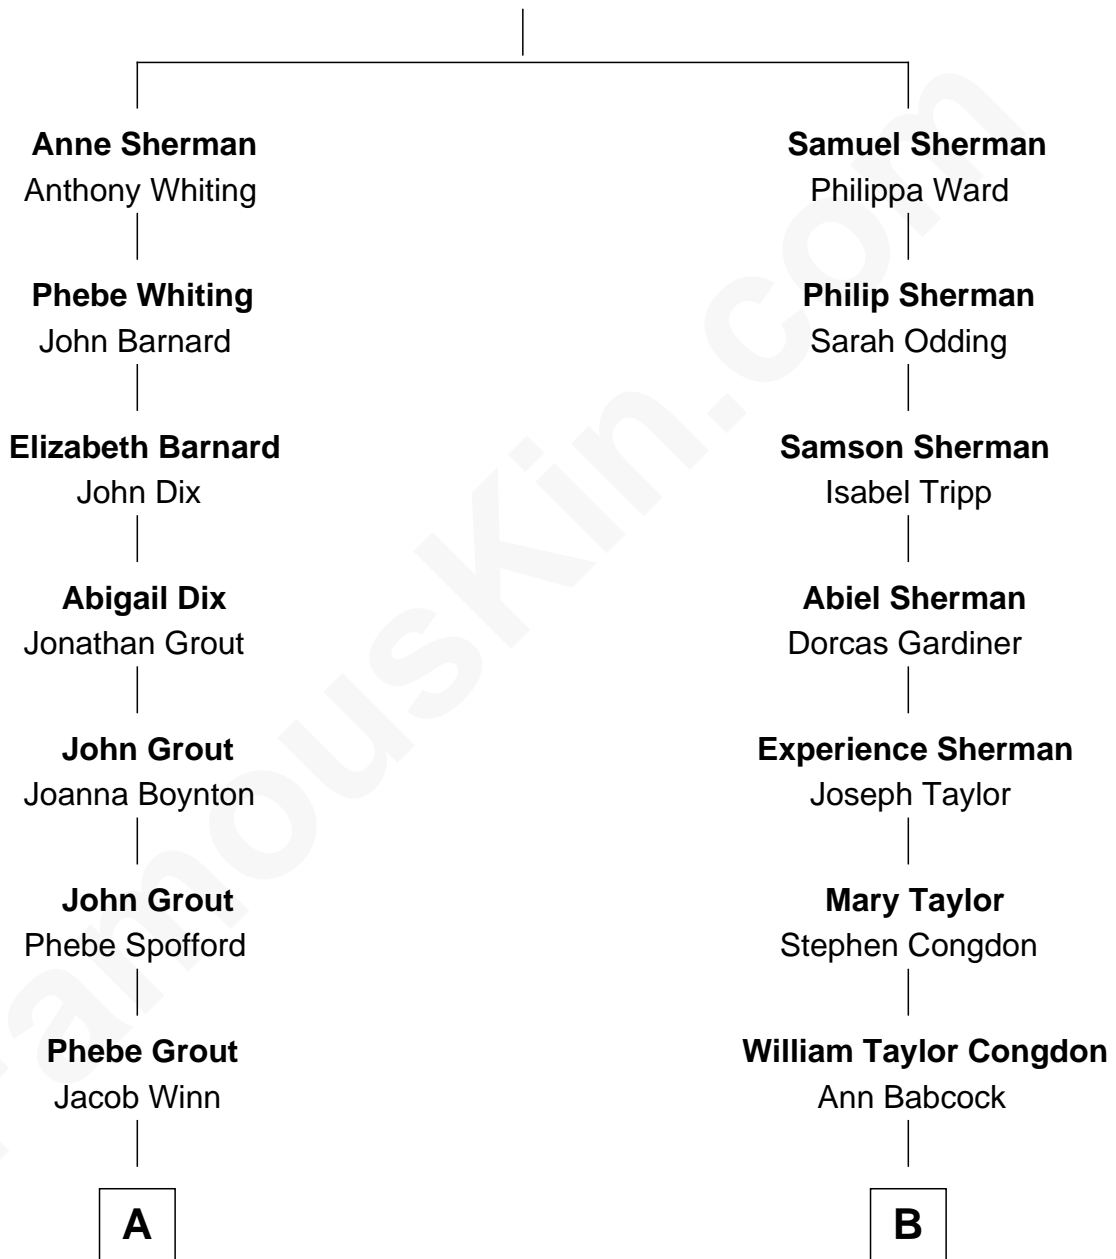 Anne Sherman
Anthony Whiting
Phebe Whiting
John Barnard
Elizabeth Barnard
John Dix
Abigail Dix
Jonathan Grout
John Grout
Joanna Boynton
John Grout
Phebe Spofford
Phebe Grout
Jacob Winn
A
Samuel Sherman
Philippa Ward
Philip Sherman
Sarah Odding
Samson Sherman
Isabel Tripp
Abiel Sherman
Dorcas Gardiner
Experience Sherman
Joseph Taylor
Mary Taylor
Stephen Congdon
William Taylor Congdon
Ann Babcock
B
FamousKin.com